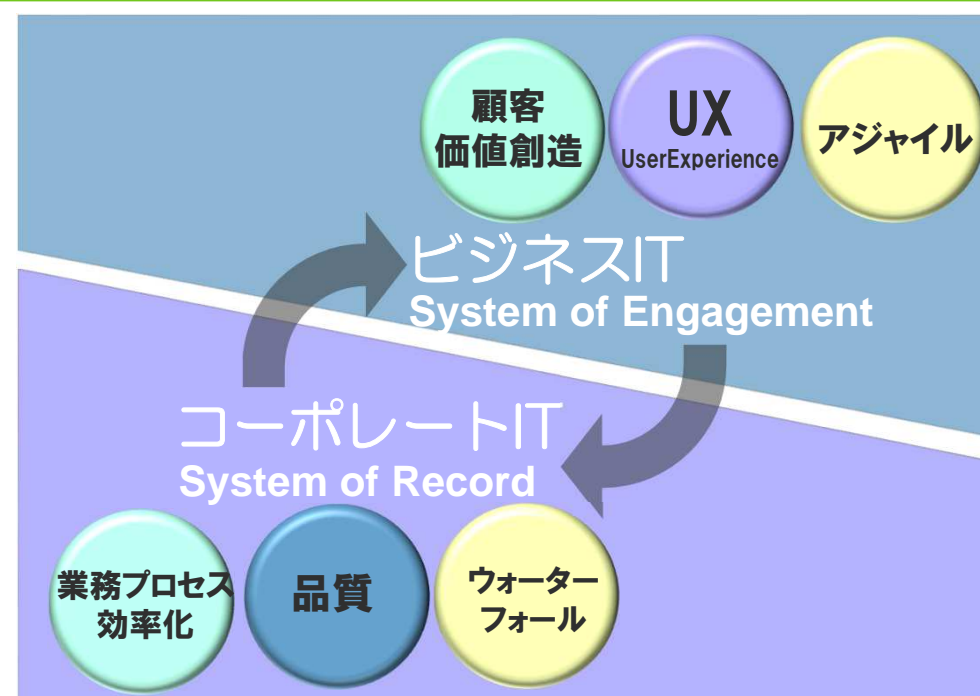 顧客
価値創造
UX
UserExperience
アジャイル
ビジネスIT
System of Engagement
コーポレートIT
System of Record
業務プロセス
効率化
品質
ウォーター
フォール